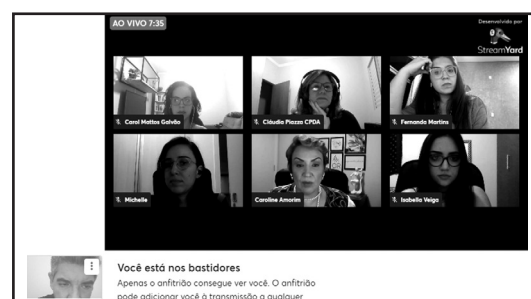 AO VIVO 7:35
Desenvolvido por
StreamYard
Carol Mattos Galvão
Cláudia Piazza CPDA
Fernanda Martins
Michelle
Caroline Amorim
Isabella Veiga
Você está nos bastidores
Apenas o anfitrião consegue ver você. O anfitrião
pode adicionar você à transmissão a qualquer